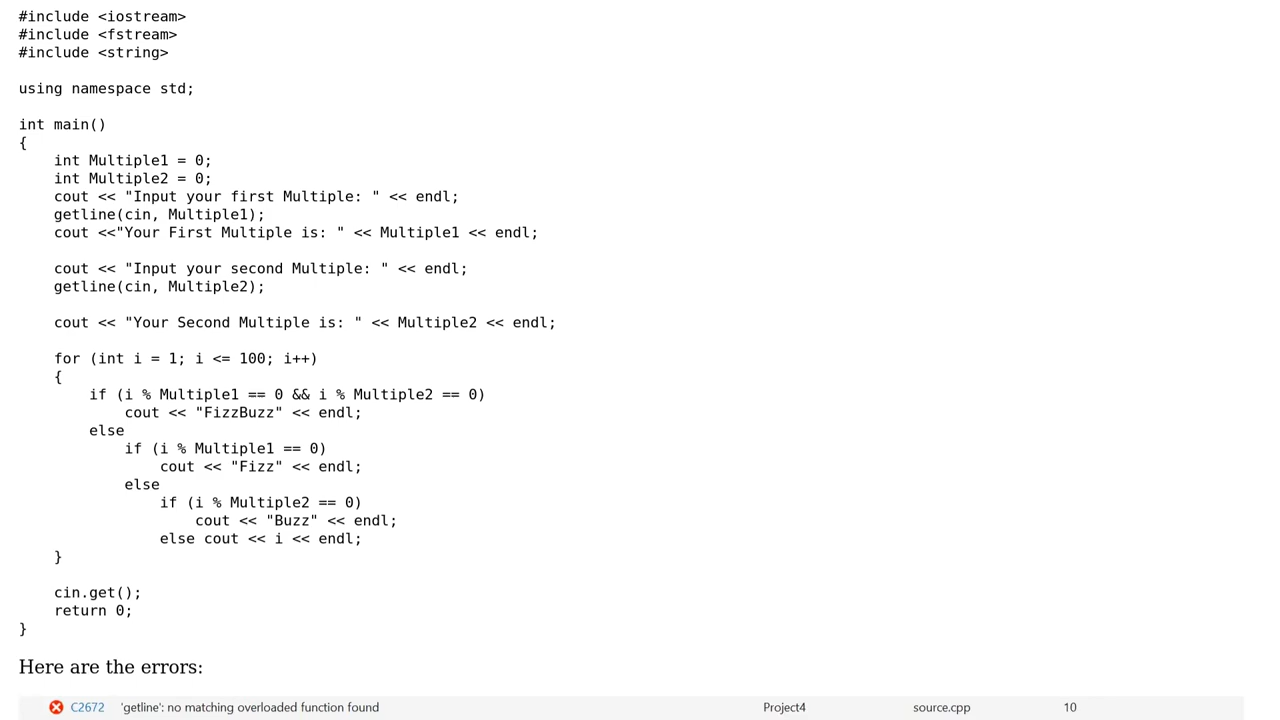 #include <iostream>
#include <fstream>
#include <string>

using namespace std;

int main()
{
    int Multiple1 = 0;
    int Multiple2 = 0;
    cout << "Input your first Multiple: " << endl;
    getline(cin, Multiple1);
    cout <<"Your First Multiple is: " << Multiple1 << endl;

    cout << "Input your second Multiple: " << endl;
    getline(cin, Multiple2);

    cout << "Your Second Multiple is: " << Multiple2 << endl;

    for (int i = 1; i <= 100; i++)
    {
        if (i % Multiple1 == 0 && i % Multiple2 == 0)
            cout << "FizzBuzz" << endl;
        else
            if (i % Multiple1 == 0)
                cout << "Fizz" << endl;
            else
                if (i % Multiple2 == 0)
                    cout << "Buzz" << endl;
                else cout << i << endl;
    }

    cin.get();
    return 0;
}
Here are the errors:
C2672 'getline': no matching overloaded function found Project4 source.cpp 10